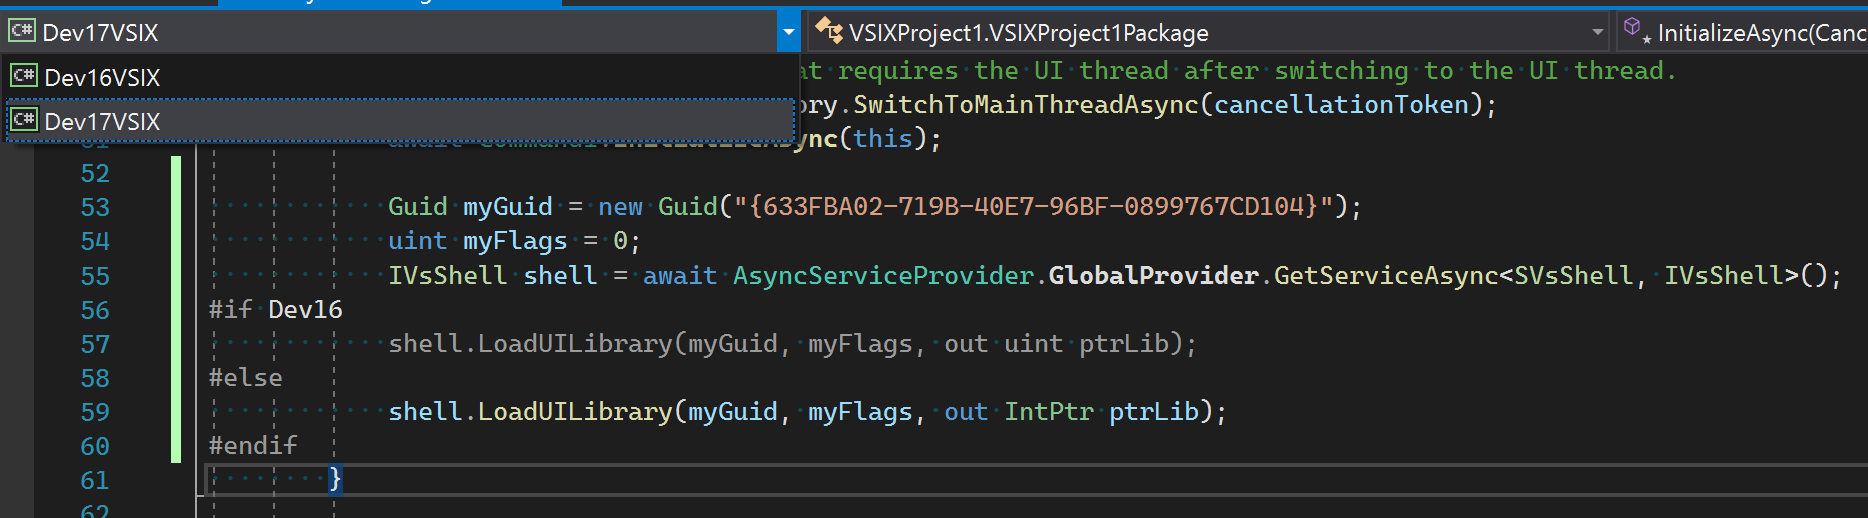 C# Dev17VSIX VSIXProject1.VSIXProject1Package InitializeAsync(Canc
C# Dev16VSIX
C# Dev17VSIX
at requires the UI thread after switching to the UI thread.
ory.SwitchToMainThreadAsync(cancellationToken);
ync(this);
52
53 Guid myGuid = new Guid("{633FBA02-719B-40E7-96BF-0899767CD104}");
54 uint myFlags = 0;
55 IVsShell shell = await AsyncServiceProvider.GlobalProvider.GetServiceAsync<SVsShell, IVsShell>();
56 #if Dev16
57 shell.LoadUILibrary(myGuid, myFlags, out uint ptrLib);
58 #else
59 shell.LoadUILibrary(myGuid, myFlags, out IntPtr ptrLib);
60 #endif
61 }
62